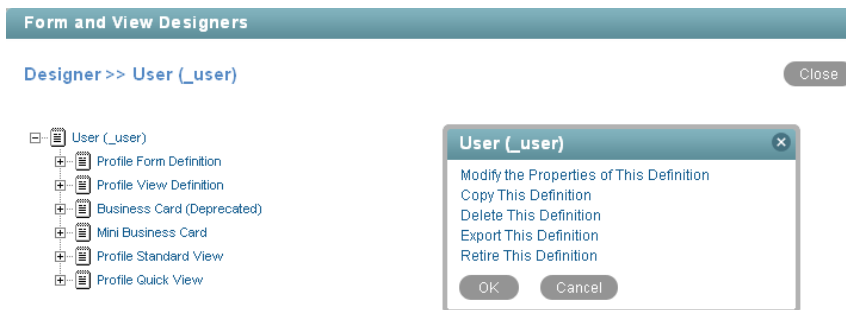 Form and View Designers
Designer >> User (_user)
Close
User (_user)
Profile Form Definition
Profile View Definition
Business Card (Deprecated)
Mini Business Card
Profile Standard View
Profile Quick View
User (_user)
Modify the Properties of This Definition
Copy This Definition
Delete This Definition
Export This Definition
Retire This Definition
OK Cancel